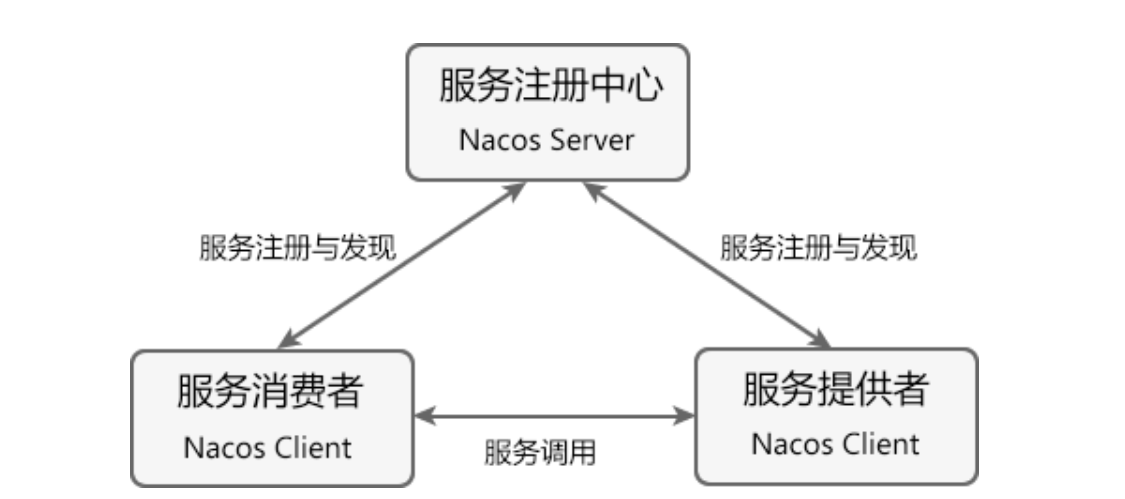 服务注册中心
Nacos Server
服务注册与发现
服务注册与发现
服务消费者
Nacos Client
服务调用
服务提供者
Nacos Client